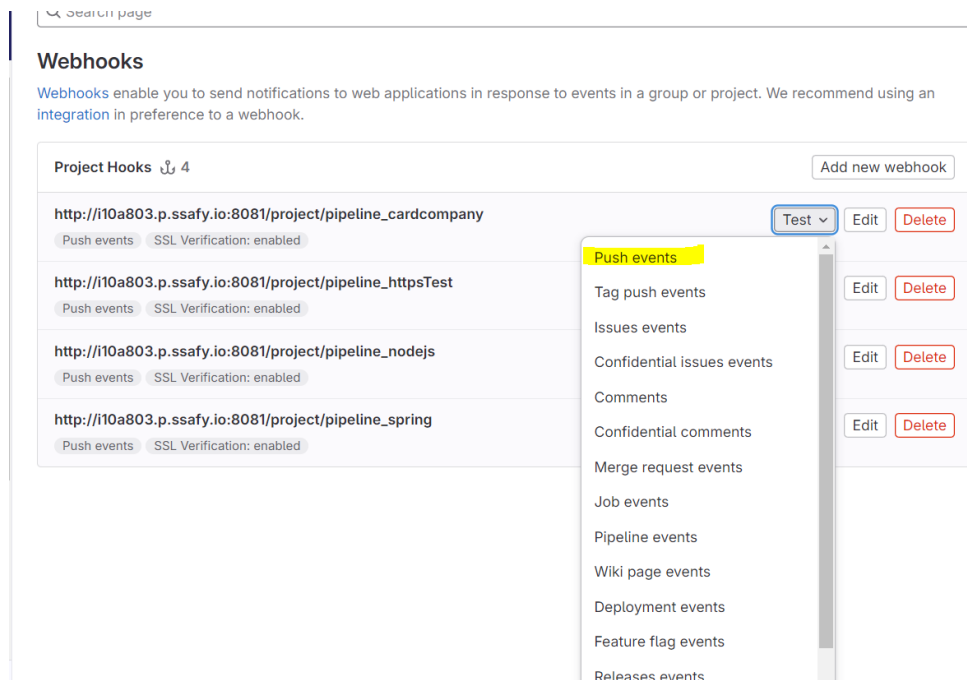 Search page
Webhooks
Webhooks enable you to send notifications to web applications in response to events in a group or project. We recommend using an
integration in preference to a webhook.
Project Hooks 4 Add new webhook
http://i10a803.p.ssafy.io:8081/project/pipeline_cardcompany Test Edit Delete
Push events SSL Verification: enabled
http://i10a803.p.ssafy.io:8081/project/pipeline_httpsTest Edit Delete
Push events SSL Verification: enabled
http://i10a803.p.ssafy.io:8081/project/pipeline_nodejs Edit Delete
Push events SSL Verification: enabled
http://i10a803.p.ssafy.io:8081/project/pipeline_spring Edit Delete
Push events SSL Verification: enabled
Push events
Tag push events
Issues events
Confidential issues events
Comments
Confidential comments
Merge request events
Job events
Pipeline events
Wiki page events
Deployment events
Feature flag events
Releases events